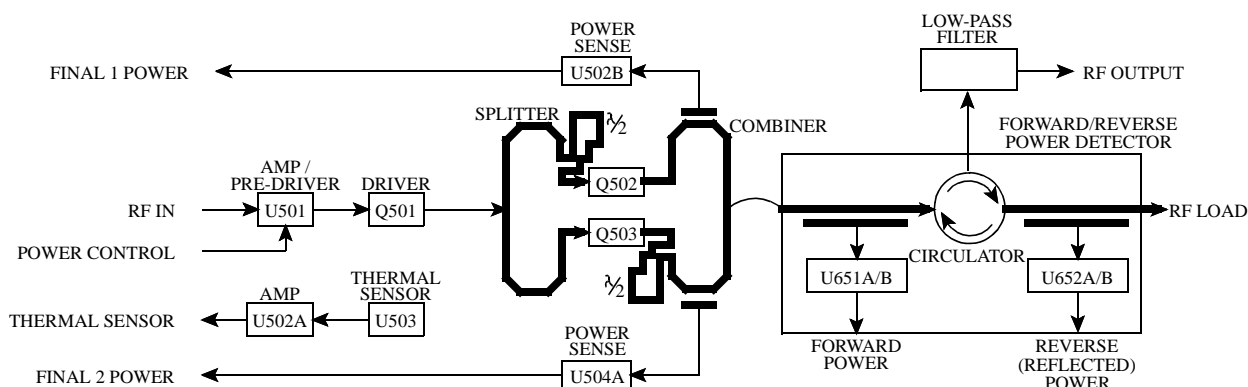 LOW-PASS
FILTER
RF OUTPUT
POWER
SENSE
U502B
FINAL 1 POWER
SPLITTER
λ/2
COMBINER
FORWARD/REVERSE
POWER DETECTOR
AMP /
PRE-DRIVER
DRIVER
Q502
RF IN
U501
Q501
RF LOAD
Q503
POWER CONTROL
CIRCULATOR
U651A/B
U652A/B
λ/2
AMP
THERMAL
SENSOR
THERMAL SENSOR
U502A
U503
FORWARD
POWER
REVERSE
(REFLECTED)
POWER
POWER
SENSE
FINAL 2 POWER
U504A